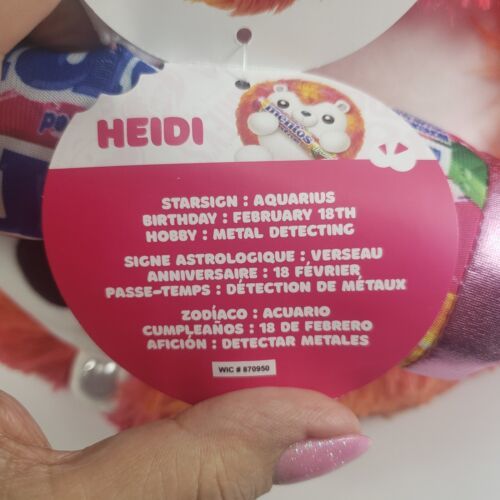 HEIDI
mentos
STARSIGN : AQUARIUS
BIRTHDAY : FEBRUARY 18TH
HOBBY : METAL DETECTING
SIGNE ASTROLOGIQUE : VERSEAU
ANNIVERSAIRE : 18 FÉVRIER
PASSE-TEMPS : DÉTECTION DE MÉTAUX
ZODÍACO : ACUARIO
CUMPLEAÑOS : 18 DE FEBRERO
AFICIÓN : DETECTAR METALES
WIC # 870950